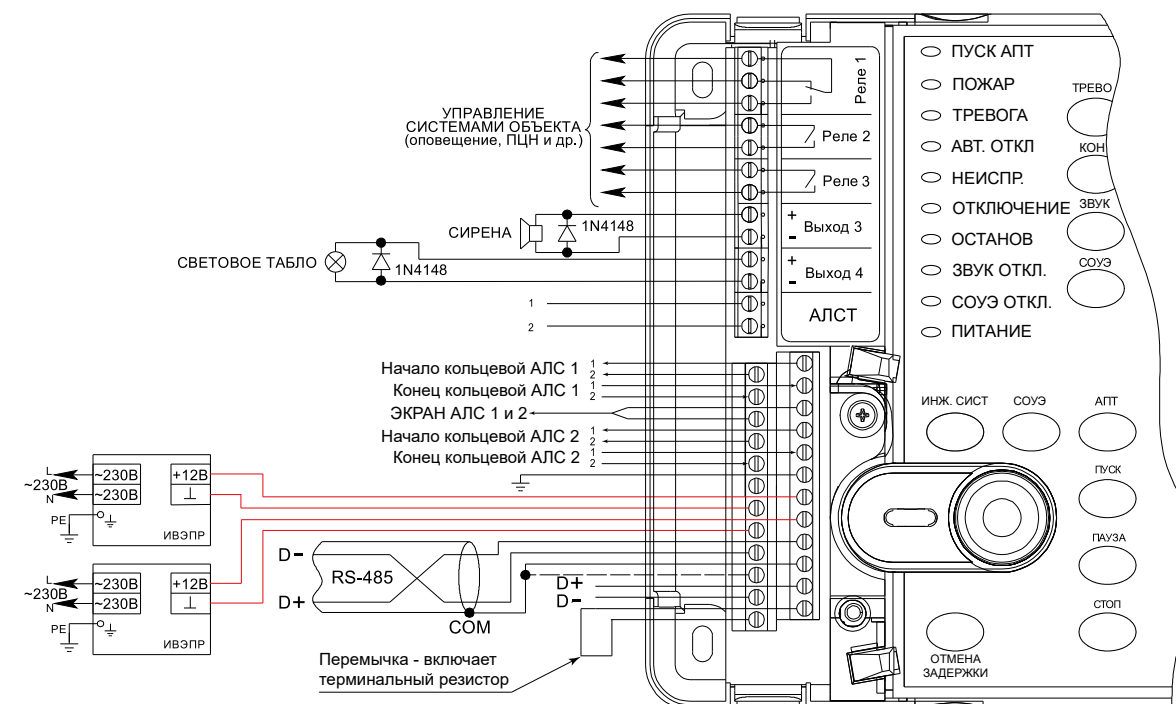 УПРАВЛЕНИЕ
СИСТЕМАМИ ОБЪЕКТА
(оповещение, ПЦН и др.)
СИРЕНА
1N4148
СВЕТОВОЕ ТАБЛО
1N4148
1
2
Реле 1
Реле 2
Реле 3
+
-
Выход 3
+
-
Выход 4
АЛСТ
Начало кольцевой АЛС 1
1
2
Конец кольцевой АЛС 1
1
2
ЭКРАН АЛС 1 и 2
Начало кольцевой АЛС 2
1
2
Конец кольцевой АЛС 2
1
2
~230В
L
N
PE
~230В
~230В
+12В
ИВЭПР
~230В
L
N
PE
~230В
~230В
+12В
ИВЭПР
D-
RS-485
D+
COM
D+
D-
Перемычка - включает
терминальный резистор
ПУСК АПТ
ПОЖАР
ТРЕВОГА
АВТ. ОТКЛ
НЕИСПР.
ОТКЛЮЧЕНИЕ
ОСТАНОВ
ЗВУК ОТКЛ.
СОУЭ ОТКЛ.
ПИТАНИЕ
ТРЕВО
КОН
ЗВУК
СОУЭ
ИНЖ. СИСТ
СОУЭ
АПТ
ПУСК
ПАУЗА
СТОП
ОТМЕНА
ЗАДЕРЖКИ